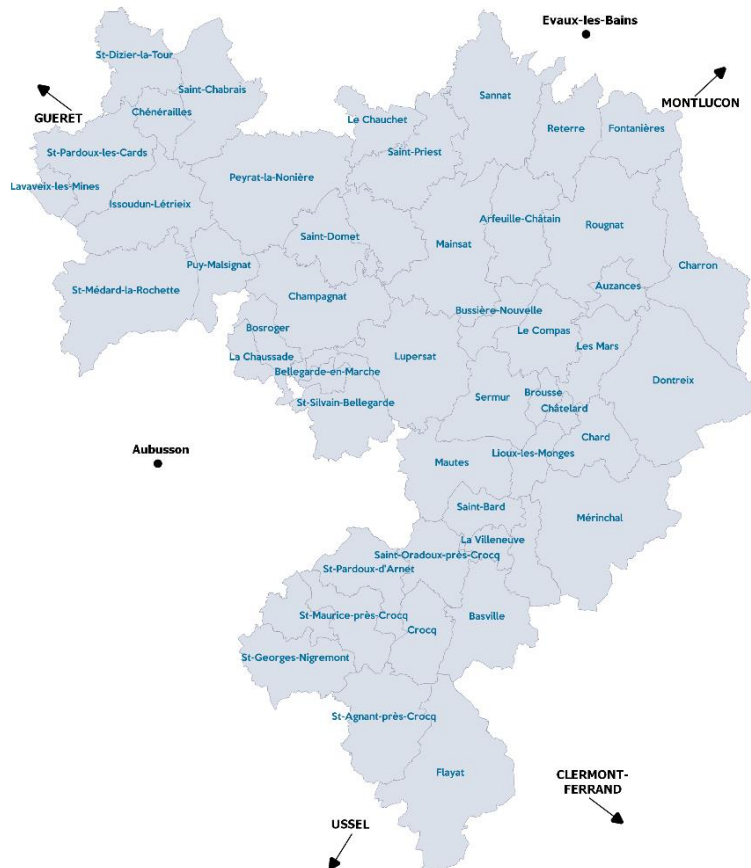 Evaux-les-Bains
St-Dizier-la-Tour
Saint-Chabrais
Sannat
MONTLUCON
Chénérailles
GUERET
Le Chauchet
Reterre
Fontanières
St-Pardoux-les-Cards
Saint-Priest
Peyrat-la-Nonière
Lavaveix-les-Mines
Issoudun-Létrieix
Arfeuille-Châtain
Rougnat
Saint-Domet
Mainsat
Puy-Malsignat
Charron
St-Médard-la-Rochette
Auzances
Champagnat
Bussière-Nouvelle
Bosroger
Le Compas
Les Mars
La Chaussade
Lupersat
Bellegarde-en-Marche
Dontreix
Brousse
St-Silvain-Bellegarde
Sermur
Châtelard
Chard
Aubusson
Lioux-les-Monges
Mautes
Saint-Bard
Mérinchal
La Villeneuve
Saint-Oradoux-près-Crocq
St-Pardoux-d'Arnet
St-Maurice-près-Crocq
Basville
Crocq
St-Georges-Nigremont
St-Agnant-près-Crocq
Flayat
CLERMONT-
FERRAND
USSEL